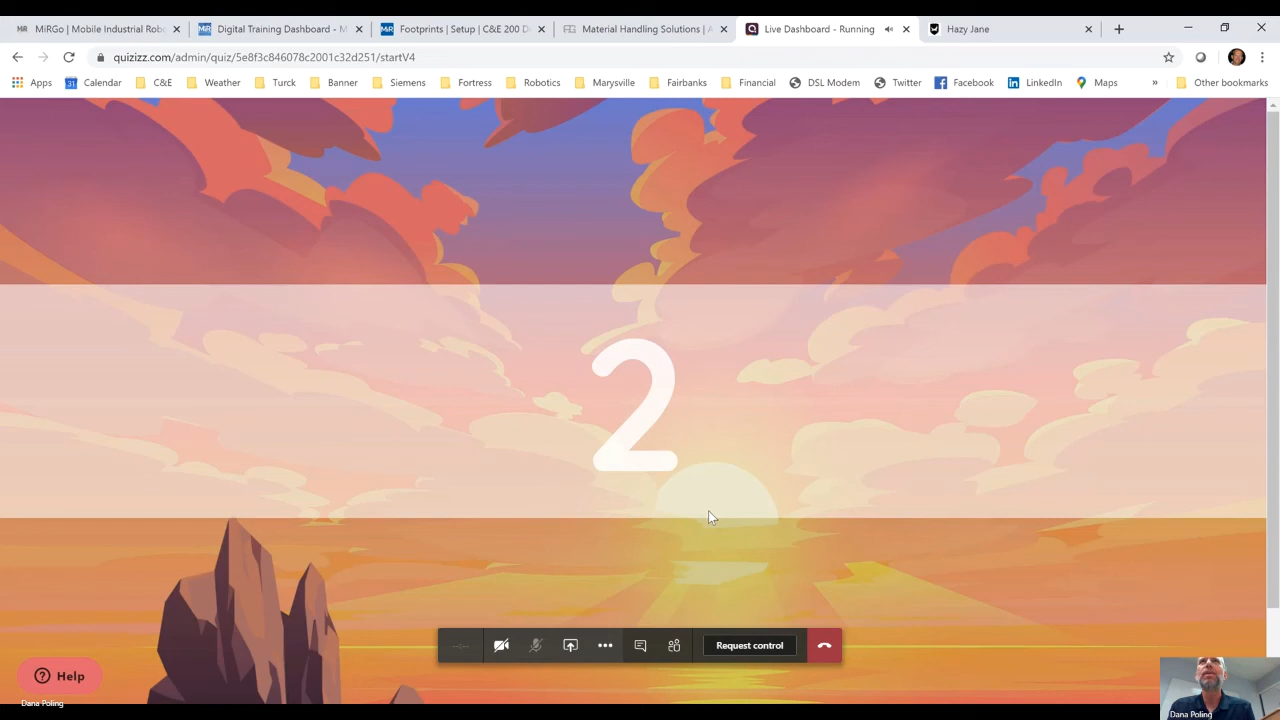 MiRGo | Mobile Industrial Robo
Digital Training Dashboard - M
Footprints | Setup | C&E 200 D
Material Handling Solutions | A
Live Dashboard - Running
Hazy Jane
quizizz.com/admin/quiz/5e8f3c846078c2001c32d251/startV4
Apps
31
Calendar
C&E
Weather
Turck
Banner
Siemens
Fortress
Robotics
Marysville
Fairbanks
Financial
DSL Modem
Twitter
Facebook
LinkedIn
Maps
»
Other bookmarks
2
Request control
Help
Dana Poling
Dana Poling